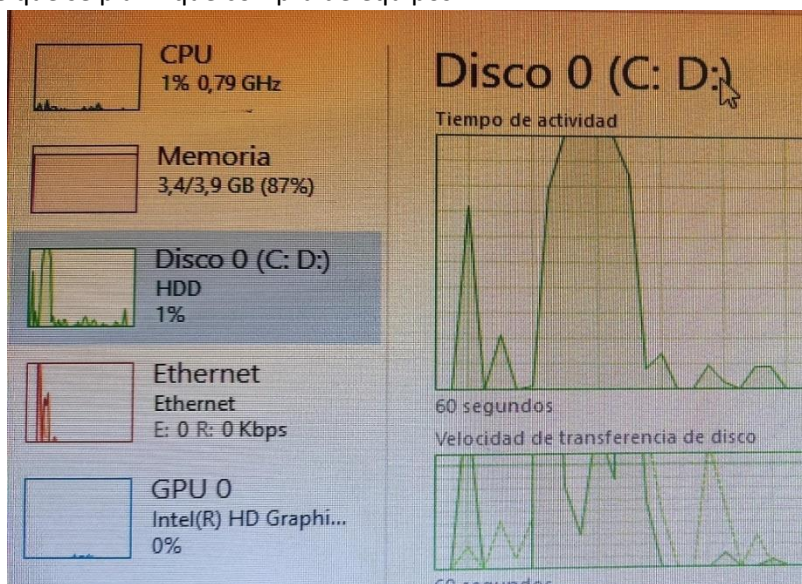 CPU
1% 0,79 GHz
Memoria
3,4/3,9 GB (87%)
Disco 0 (C: D:)
HDD
1%
Ethernet
Ethernet
E: 0 R: 0 Kbps
GPU 0
Intel(R) HD Graphi...
0%
Disco 0 (C: D:)
Tiempo de actividad
60 segundos
Velocidad de transferencia de disco